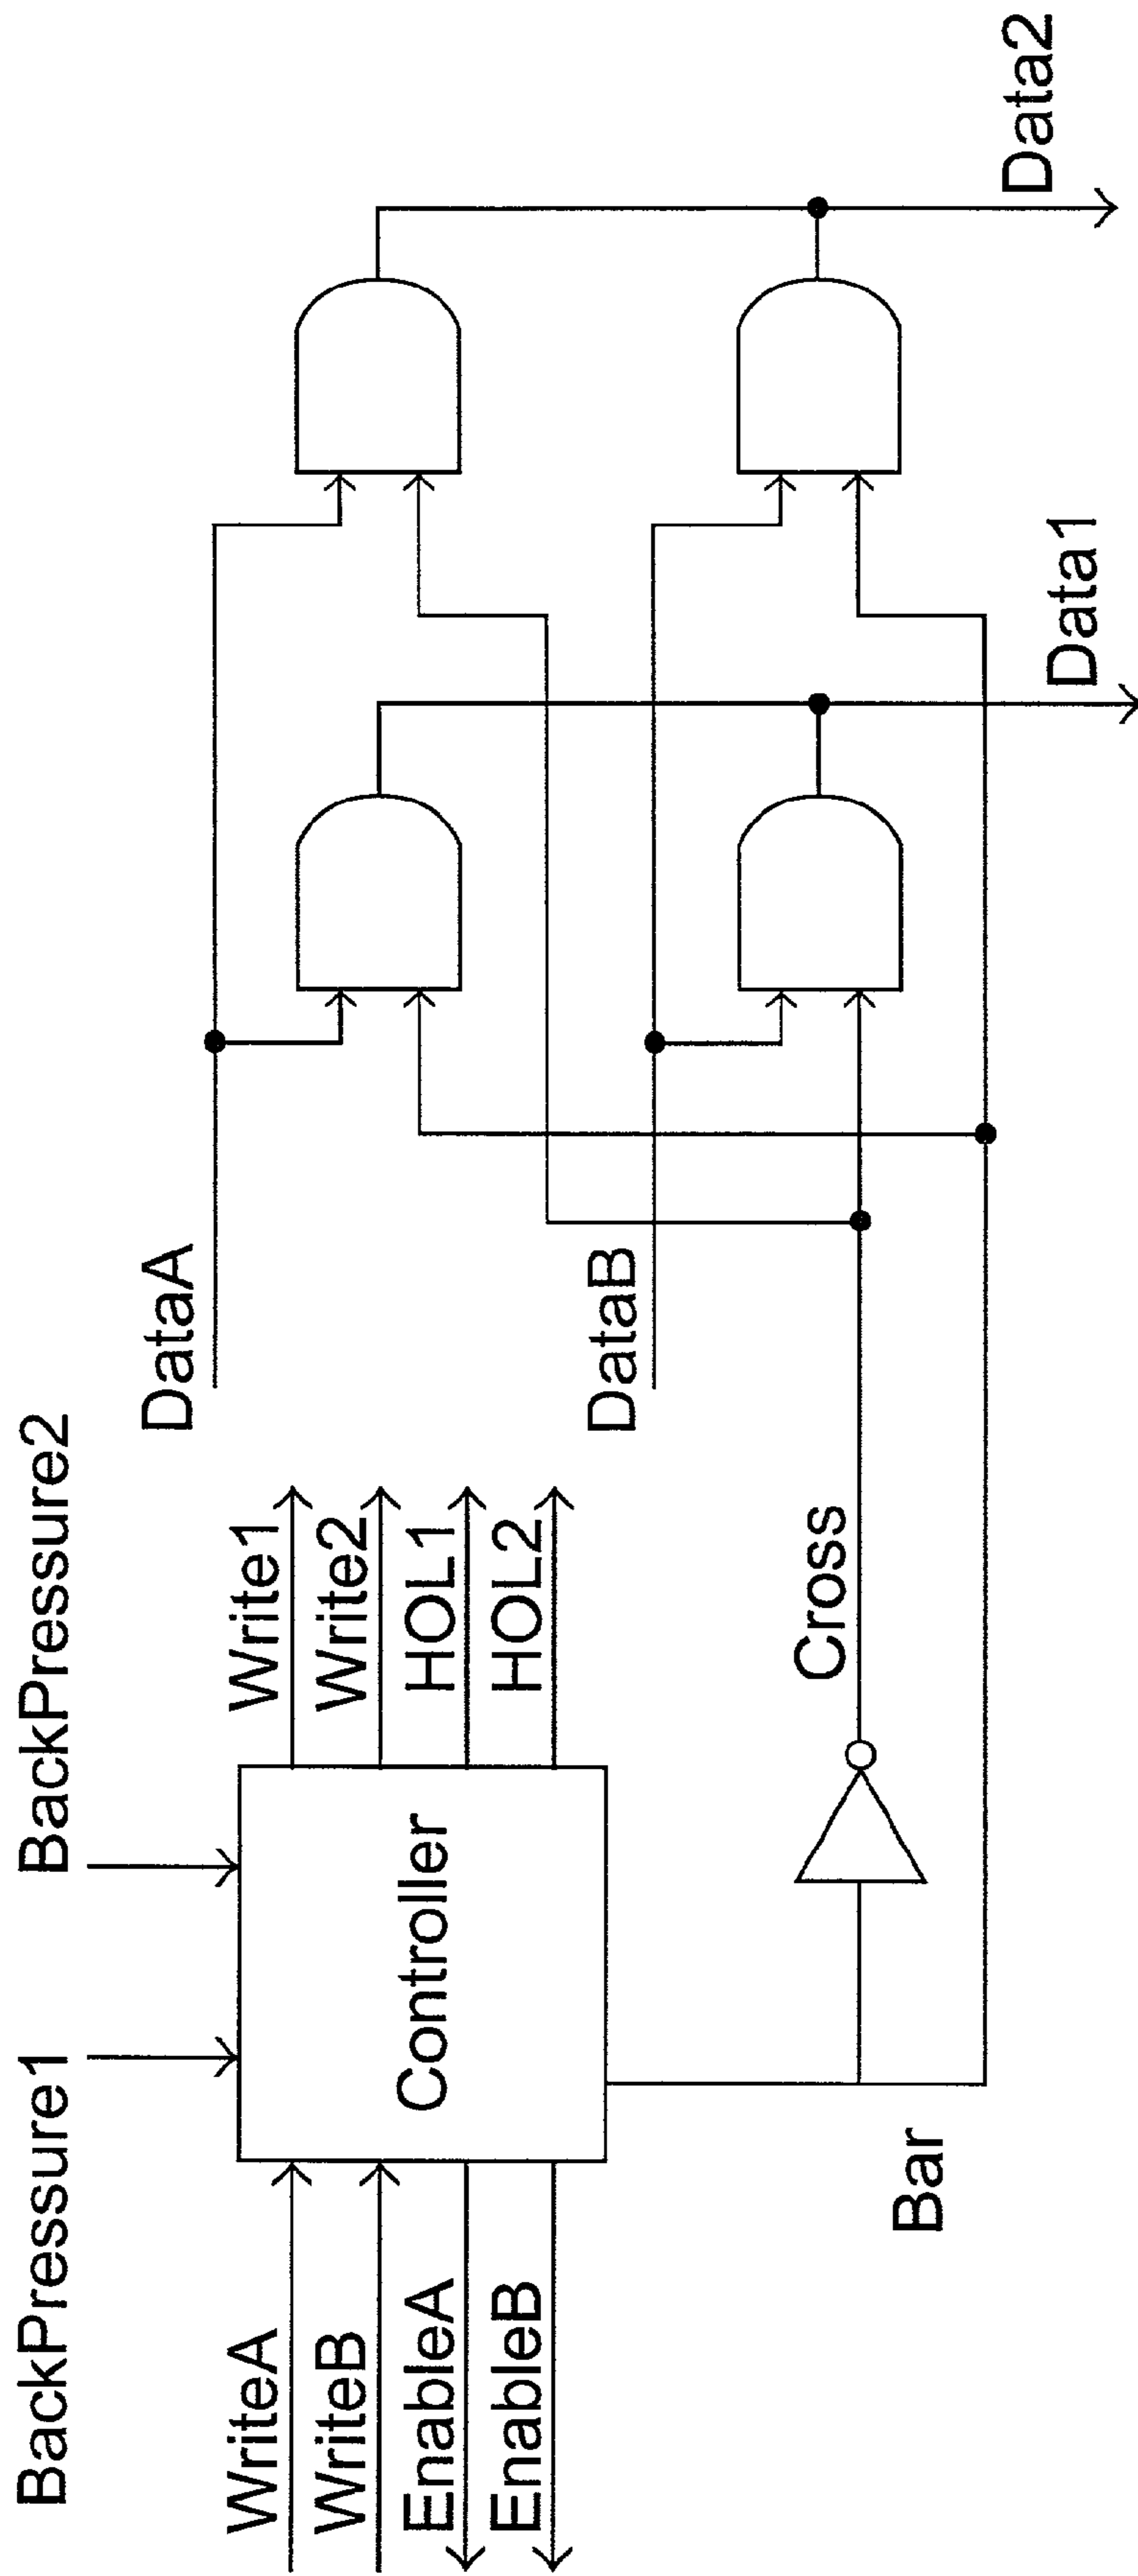 BackPressure1
BackPressure2
WriteA
WriteB
EnableA
EnableB
Controller
Write1
Write2
HOL1
HOL2
Bar
Cross
DataA
DataB
Data1
Data2